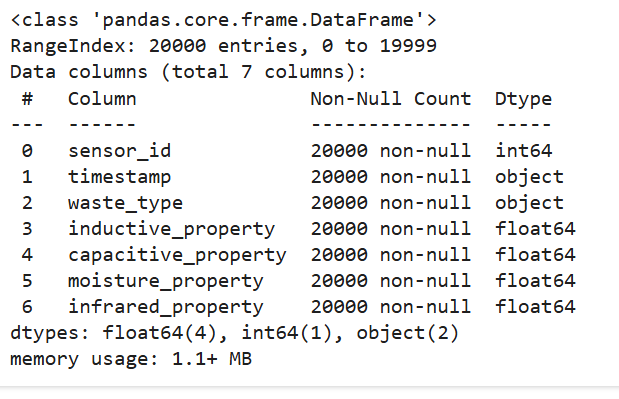 <class 'pandas.core.frame.DataFrame'>
RangeIndex: 20000 entries, 0 to 19999
Data columns (total 7 columns):
 #   Column               Non-Null Count  Dtype
---  ------               --------------  -----
 0   sensor_id            20000 non-null  int64
 1   timestamp            20000 non-null  object
 2   waste_type           20000 non-null  object
 3   inductive_property   20000 non-null  float64
 4   capacitive_property  20000 non-null  float64
 5   moisture_property    20000 non-null  float64
 6   infrared_property    20000 non-null  float64
dtypes: float64(4), int64(1), object(2)
memory usage: 1.1+ MB